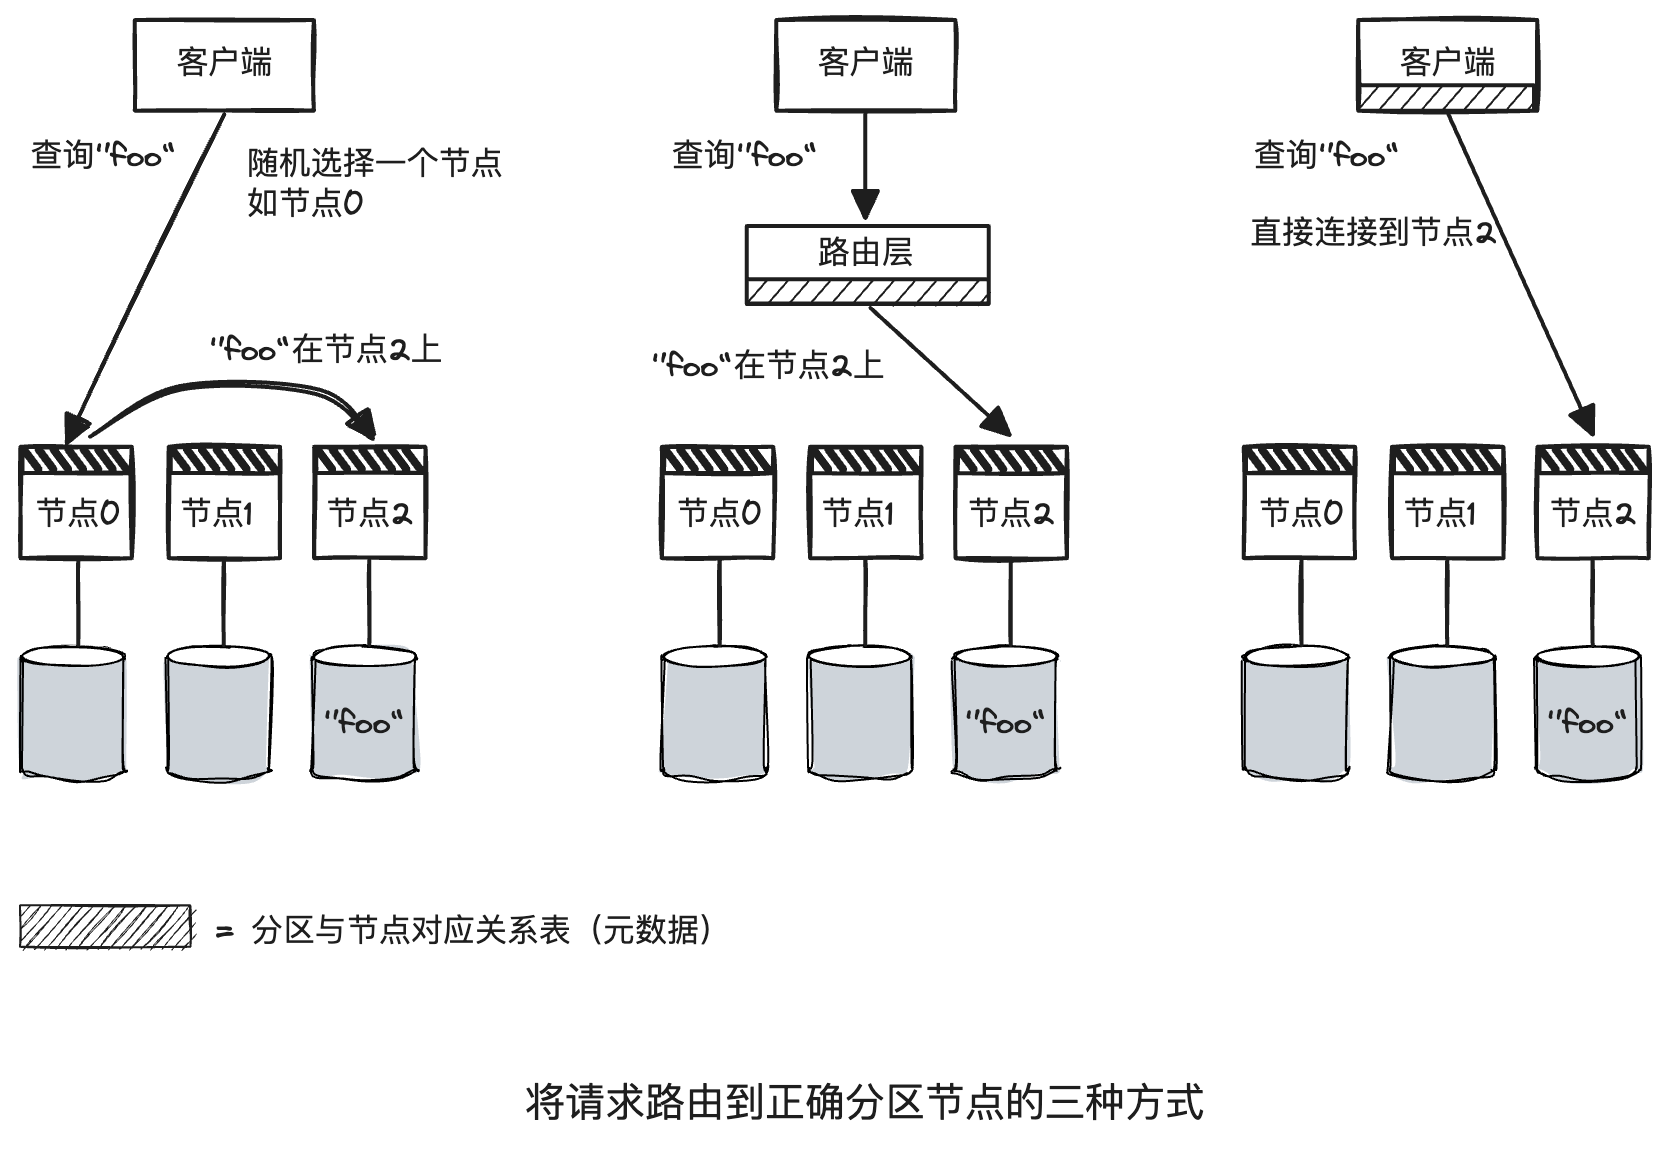 客户端
查询"foo"
随机选择一个节点
如节点0
"foo"在节点2上
节点0
节点1
节点2
"foo"
客户端
查询"foo"
路由层
"foo"在节点2上
节点0
节点1
节点2
"foo"
客户端
查询"foo"
直接连接到节点2
节点0
节点1
节点2
"foo"
= 分区与节点对应关系表（元数据）
将请求路由到正确分区节点的三种方式